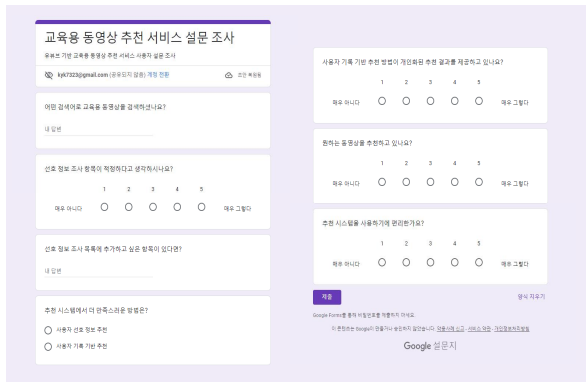 교육용 동영상 추천 서비스 설문 조사
유튜브 기반 교육용 동영상 추천 서비스 사용자 설문 조사
kyk7323@gmail.com (공유되지 않음) 계정 전환
초안 복원됨
어떤 검색어로 교육용 동영상을 검색하셨나요?
내 답변
선호 정보 조사 항목이 적정하다고 생각하시나요?
1 2 3 4 5
매우 아니다 매우 그렇다
선호 정보 조사 목록에 추가하고 싶은 항목이 있다면?
내 답변
추천 시스템에서 더 만족스러운 방법은?
사용자 선호 정보 추천
사용자 기록 기반 추천
사용자 기록 기반 추천 방법이 개인화된 추천 결과를 제공하고 있나요?
1 2 3 4 5
매우 아니다 매우 그렇다
원하는 동영상을 추천하고 있나요?
1 2 3 4 5
매우 아니다 매우 그렇다
추천 시스템을 사용하기에 편리한가요?
1 2 3 4 5
매우 아니다 매우 그렇다
제출 양식 지우기
Google Forms를 통해 비밀번호를 제출하지 마세요.
이 콘텐츠는 Google이 만들거나 승인하지 않았습니다. 악용사례 신고 - 서비스 약관 - 개인정보처리방침
Google 설문지